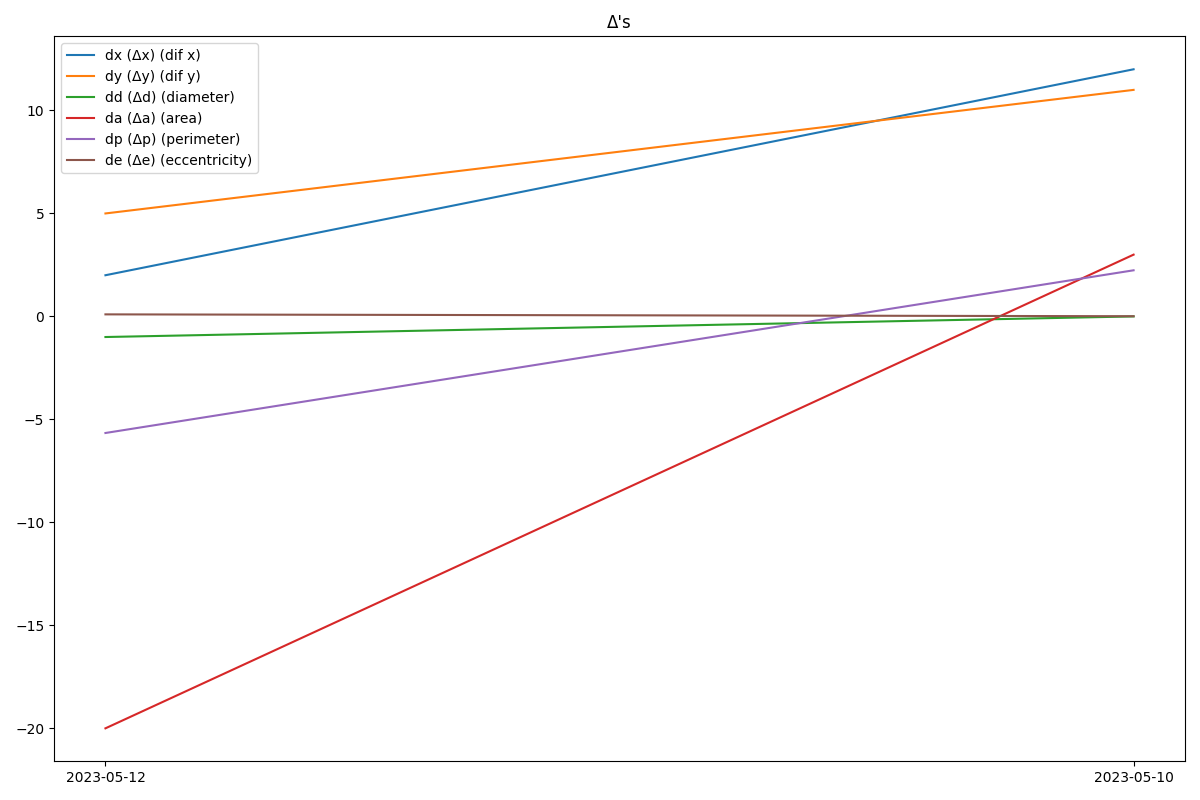 Δ's
dx (Δx) (dif x)
dy (Δy) (dif y)
dd (Δd) (diameter)
da (Δa) (area)
dp (Δp) (perimeter)
de (Δe) (eccentricity)
10
5
0
−5
−10
−15
−20
2023-05-12 2023-05-10